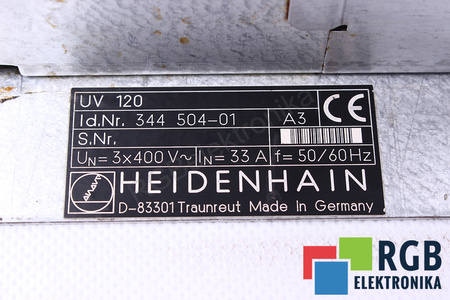 UV 120
Id.Nr. 344 504-01 A3
S.Nr.
UN=3x400 V~ IN= 33 A f= 50/60Hz
CE
HEIDENHAIN
D-83301 Traunreut Made in Germany
RGB
ELEKTRONIKA